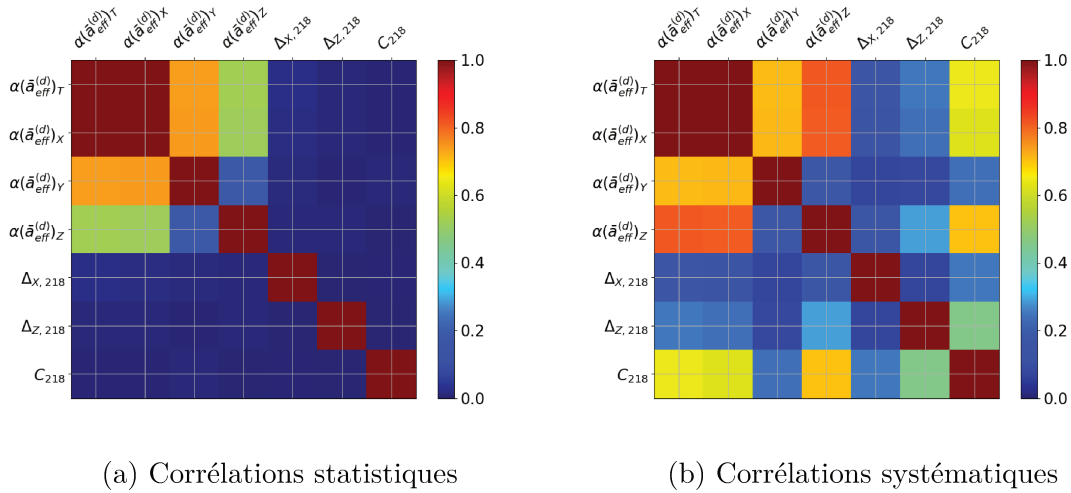 α(ā_eff^(d))_T α(ā_eff^(d))_X α(ā_eff^(d))_Y α(ā_eff^(d))_Z Δ_X,218 Δ_Z,218 C_218
α(ā_eff^(d))_T
α(ā_eff^(d))_X
α(ā_eff^(d))_Y
α(ā_eff^(d))_Z
Δ_X,218
Δ_Z,218
C_218
1.0
0.8
0.6
0.4
0.2
0.0
(a) Corrélations statistiques
α(ā_eff^(d))_T α(ā_eff^(d))_X α(ā_eff^(d))_Y α(ā_eff^(d))_Z Δ_X,218 Δ_Z,218 C_218
α(ā_eff^(d))_T
α(ā_eff^(d))_X
α(ā_eff^(d))_Y
α(ā_eff^(d))_Z
Δ_X,218
Δ_Z,218
C_218
1.0
0.8
0.6
0.4
0.2
0.0
(b) Corrélations systématiques